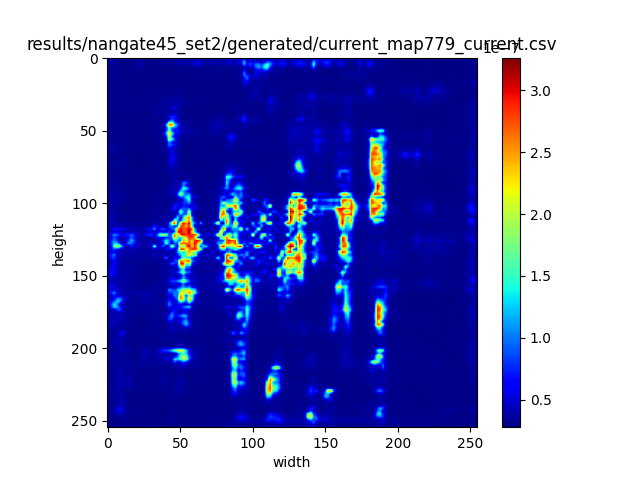 results/nangate45_set2/generated/current_map779_current.csv
1e−7
0
50
100
150
200
250
height
0 50 100 150 200 250
width
3.0
2.5
2.0
1.5
1.0
0.5